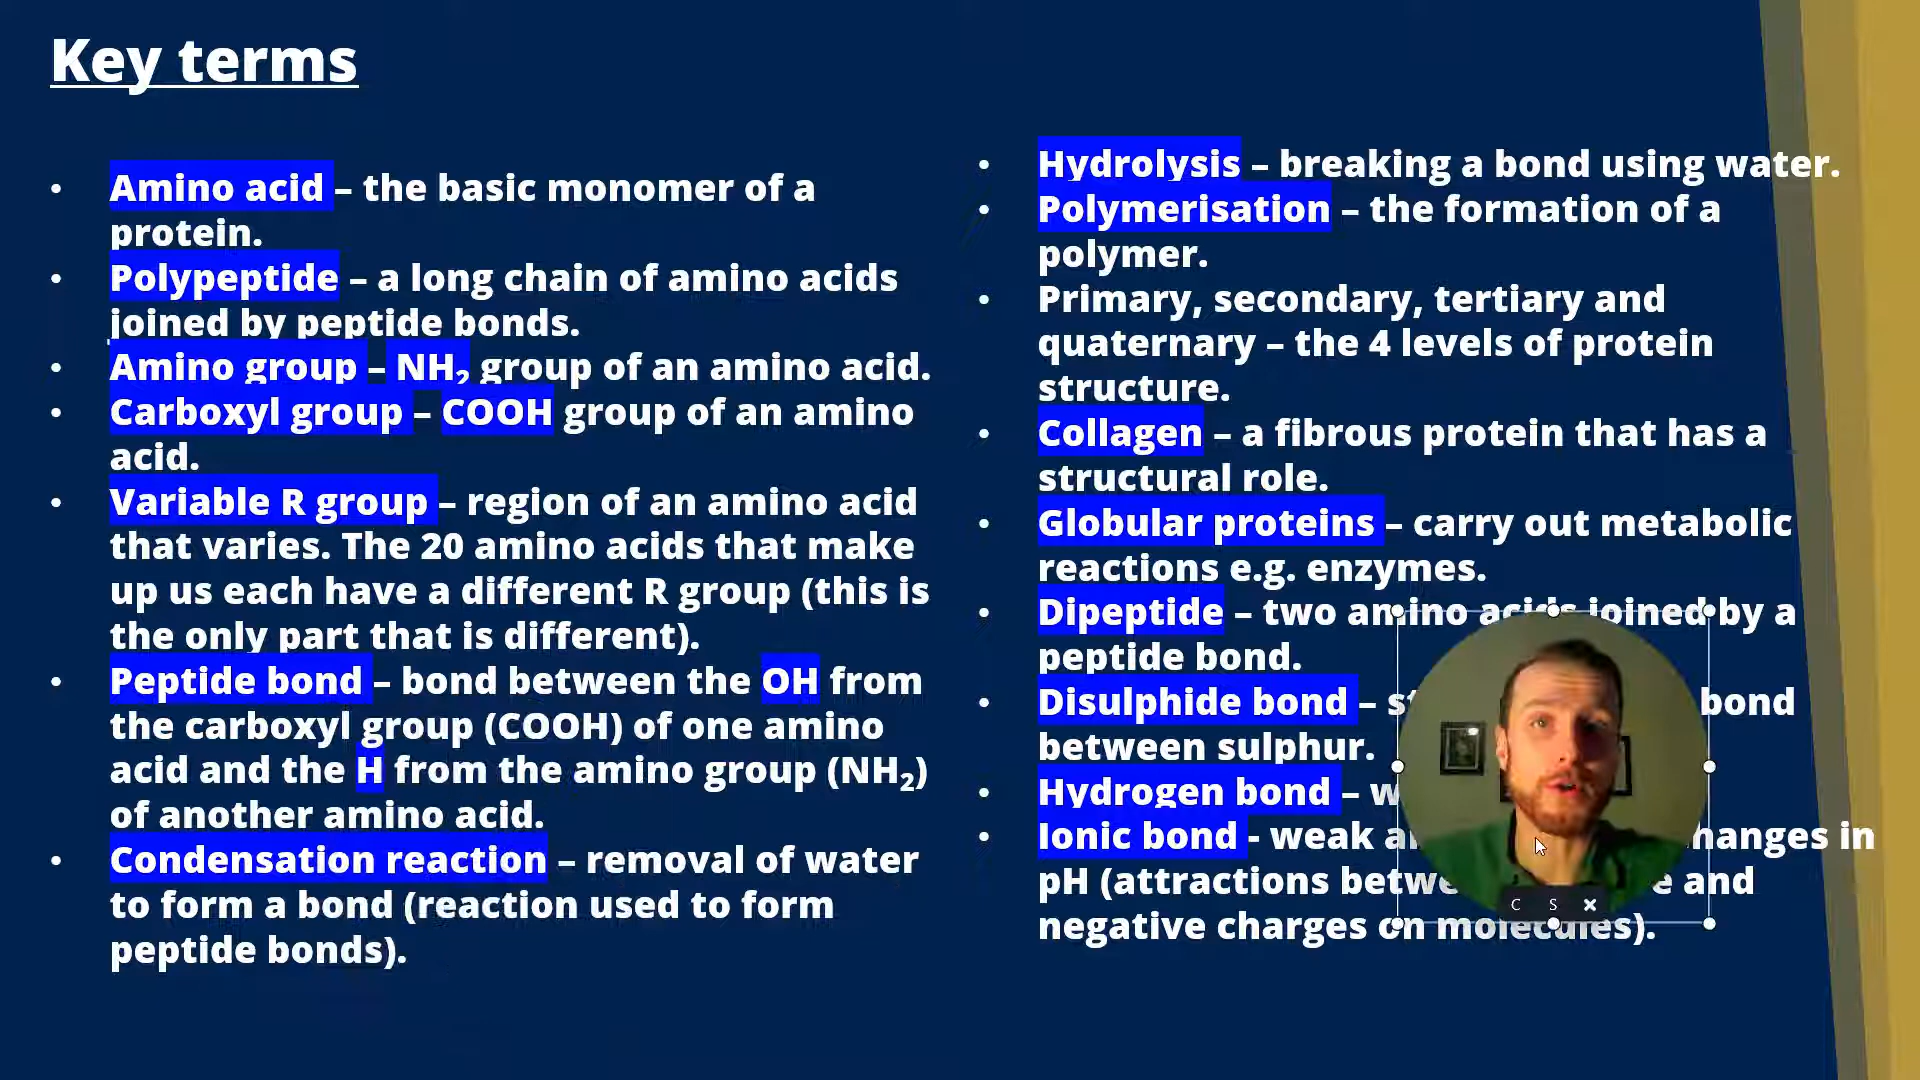 Key terms
• Amino acid – the basic monomer of a
protein.
• Polypeptide – a long chain of amino acids
joined by peptide bonds.
• Amino group – NH₂ group of an amino acid.
• Carboxyl group – COOH group of an amino
acid.
• Variable R group – region of an amino acid
that varies. The 20 amino acids that make
up us each have a different R group (this is
the only part that is different).
• Peptide bond – bond between the OH from
the carboxyl group (COOH) of one amino
acid and the H from the amino group (NH₂)
of another amino acid.
• Condensation reaction – removal of water
to form a bond (reaction used to form
peptide bonds).
• Hydrolysis – breaking a bond using water.
• Polymerisation – the formation of a
polymer.
• Primary, secondary, tertiary and
quaternary – the 4 levels of protein
structure.
• Collagen – a fibrous protein that has a
structural role.
• Globular proteins – carry out metabolic
reactions e.g. enzymes.
• Dipeptide – two amino acids joined by a
peptide bond.
• Disulphide bond – bond
between sulphur.
• Hydrogen bond –
• Ionic bond - weak in
pH (attractions and
negative charges on molecules).
C S